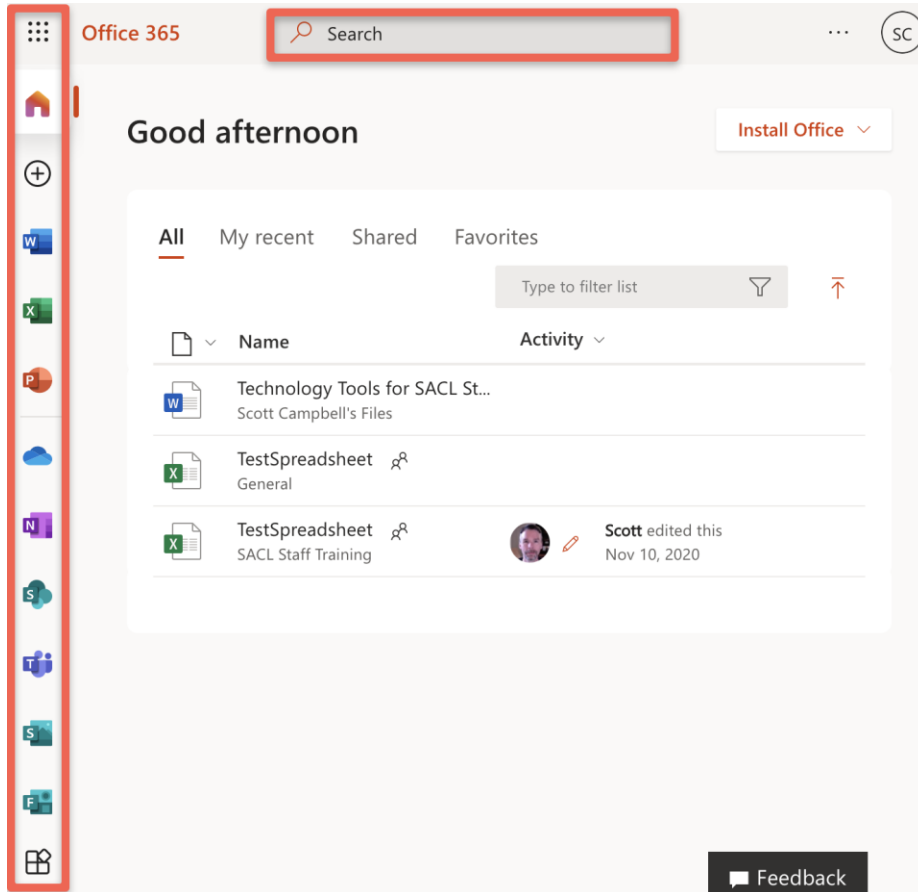 Office 365
Search
SC
Good afternoon
Install Office
All My recent Shared Favorites
Type to filter list
Name Activity
W
Technology Tools for SACL St...
Scott Campbell's Files
X
TestSpreadsheet
General
X
TestSpreadsheet
SACL Staff Training
Scott edited this
Nov 10, 2020
W
X
P
N
S
T
S
F
Feedback